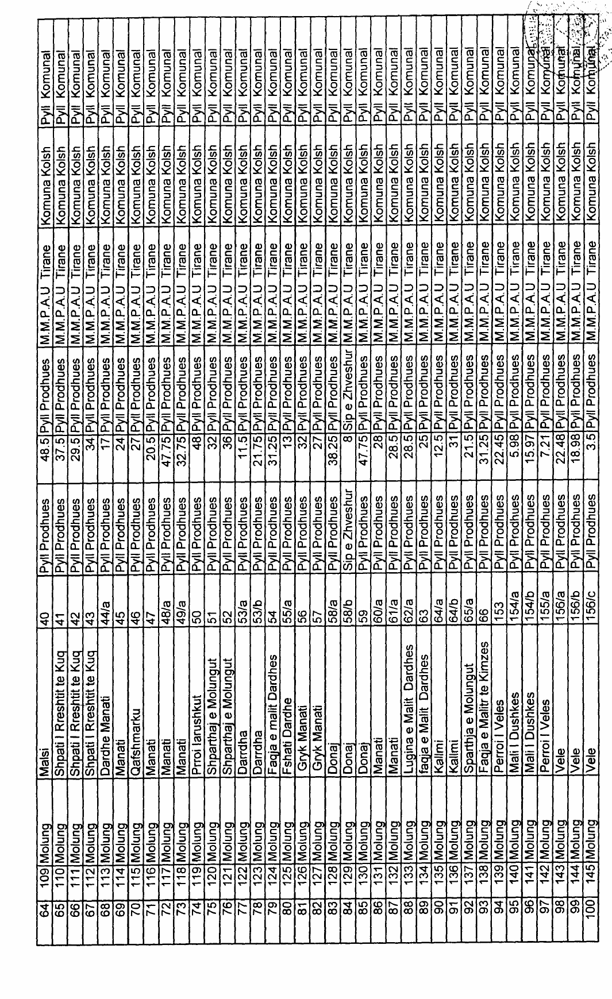 64 109 Molung Malsi 40 Pyll Prodhues 48.5 Pyll Prodhues M.M.P.A.U Tirane Komuna Kolsh Pyll Komunal
65 110 Molung Shpati I Rreshtit te Kuq 41 Pyll Prodhues 37.5 Pyll Prodhues M.M.P.A.U Tirane Komuna Kolsh Pyll Komunal
66 111 Molung Shpati I Rreshtit te Kuq 42 Pyll Prodhues 29.5 Pyll Prodhues M.M.P.A.U Tirane Komuna Kolsh Pyll Komunal
67 112 Molung Shpati I Rreshtit te Kuq 43 Pyll Prodhues 34 Pyll Prodhues M.M.P.A.U Tirane Komuna Kolsh Pyll Komunal
68 113 Molung Dardhe Manati 44/a Pyll Prodhues 17 Pyll Prodhues M.M.P.A.U Tirane Komuna Kolsh Pyll Komunal
69 114 Molung Manati 45 Pyll Prodhues 24 Pyll Prodhues M.M.P.A.U Tirane Komuna Kolsh Pyll Komunal
70 115 Molung Qafshmarku 46 Pyll Prodhues 27 Pyll Prodhues M.M.P.A.U Tirane Komuna Kolsh Pyll Komunal
71 116 Molung Manati 47 Pyll Prodhues 20.5 Pyll Prodhues M.M.P.A.U Tirane Komuna Kolsh Pyll Komunal
72 117 Molung Manati 48/a Pyll Prodhues 47.75 Pyll Prodhues M.M.P.A.U Tirane Komuna Kolsh Pyll Komunal
73 118 Molung Manati 49/a Pyll Prodhues 32.75 Pyll Prodhues M.M.P.A.U Tirane Komuna Kolsh Pyll Komunal
74 119 Molung Prroi Iarushkut 50 Pyll Prodhues 48 Pyll Prodhues M.M.P.A.U Tirane Komuna Kolsh Pyll Komunal
75 120 Molung Shparthaj e Molungut 51 Pyll Prodhues 32 Pyll Prodhues M.M.P.A.U Tirane Komuna Kolsh Pyll Komunal
76 121 Molung Shparthaj e Molungut 52 Pyll Prodhues 36 Pyll Prodhues M.M.P.A.U Tirane Komuna Kolsh Pyll Komunal
77 122 Molung Dardha 53/a Pyll Prodhues 11.5 Pyll Prodhues M.M.P.A.U Tirane Komuna Kolsh Pyll Komunal
78 123 Molung Darrdha 53/b Pyll Prodhues 21.75 Pyll Prodhues M.M.P.A.U Tirane Komuna Kolsh Pyll Komunal
79 124 Molung Faqja e malit Dardhes 54 Pyll Prodhues 31.25 Pyll Prodhues M.M.P.A.U Tirane Komuna Kolsh Pyll Komunal
80 125 Molung Fshati Dardhe 55/a Pyll Prodhues 13 Pyll Prodhues M.M.P.A.U Tirane Komuna Kolsh Pyll Komunal
81 126 Molung Gryk Manati 56 Pyll Prodhues 32 Pyll Prodhues M.M.P.A.U Tirane Komuna Kolsh Pyll Komunal
82 127 Molung Gryk Manati 57 Pyll Prodhues 27 Pyll Prodhues M.M.P.A.U Tirane Komuna Kolsh Pyll Komunal
83 128 Molung Donaj 58/a Pyll Prodhues 38.25 Pyll Prodhues M.M.P.A.U Tirane Komuna Kolsh Pyll Komunal
84 129 Molung Donaj 58/b Sip e Zhveshur 8 Sip e Zhveshur M.M.P.A.U Tirane Komuna Kolsh Pyll Komunal
85 130 Molung Donaj 59 Pyll Prodhues 47.75 Pyll Prodhues M.M.P.A.U Tirane Komuna Kolsh Pyll Komunal
86 131 Molung Manati 60/a Pyll Prodhues 28 Pyll Prodhues M.M.P.A.U Tirane Komuna Kolsh Pyll Komunal
87 132 Molung Manati 61/a Pyll Prodhues 28.5 Pyll Prodhues M.M.P.A.U Tirane Komuna Kolsh Pyll Komunal
88 133 Molung Lugina e Malit Dardhes 62/a Pyll Prodhues 28.5 Pyll Prodhues M.M.P.A.U Tirane Komuna Kolsh Pyll Komunal
89 134 Molung faqja e Malit Dardhes 63 Pyll Prodhues 25 Pyll Prodhues M.M.P.A.U Tirane Komuna Kolsh Pyll Komunal
90 135 Molung Kallmi 64/a Pyll Prodhues 12.5 Pyll Prodhues M.M.P.A.U Tirane Komuna Kolsh Pyll Komunal
91 136 Molung Kallmi 64/b Pyll Prodhues 31 Pyll Prodhues M.M.P.A.U Tirane Komuna Kolsh Pyll Komunal
92 137 Molung Sparthja e Molungut 65/a Pyll Prodhues 21.5 Pyll Prodhues M.M.P.A.U Tirane Komuna Kolsh Pyll Komunal
93 138 Molung Faqja e Malitr te Kimzes 66 Pyll Prodhues 31.25 Pyll Prodhues M.M.P.A.U Tirane Komuna Kolsh Pyll Komunal
94 139 Molung Perroi I Veles 153 Pyll Prodhues 22.45 Pyll Prodhues M.M.P.A.U Tirane Komuna Kolsh Pyll Komunal
95 140 Molung Mali I Dushkes 154/a Pyll Prodhues 5.98 Pyll Prodhues M.M.P.A.U Tirane Komuna Kolsh Pyll Komunal
96 141 Molung Mali I Dushkes 154/b Pyll Prodhues 15.97 Pyll Prodhues M.M.P.A.U Tirane Komuna Kolsh Pyll Komunal
97 142 Molung Perroi I Veles 155/a Pyll Prodhues 7.21 Pyll Prodhues M.M.P.A.U Tirane Komuna Kolsh Pyll Komunal
98 143 Molung Vele 156/a Pyll Prodhues 22.48 Pyll Prodhues M.M.P.A.U Tirane Komuna Kolsh Pyll Komunal
99 144 Molung Vele 156/b Pyll Prodhues 18.98 Pyll Prodhues M.M.P.A.U Tirane Komuna Kolsh Pyll Komunal
100 145 Molung Vele 156/c Pyll Prodhues 3.5 Pyll Prodhues M.M.P.A.U Tirane Komuna Kolsh Pyll Komunal